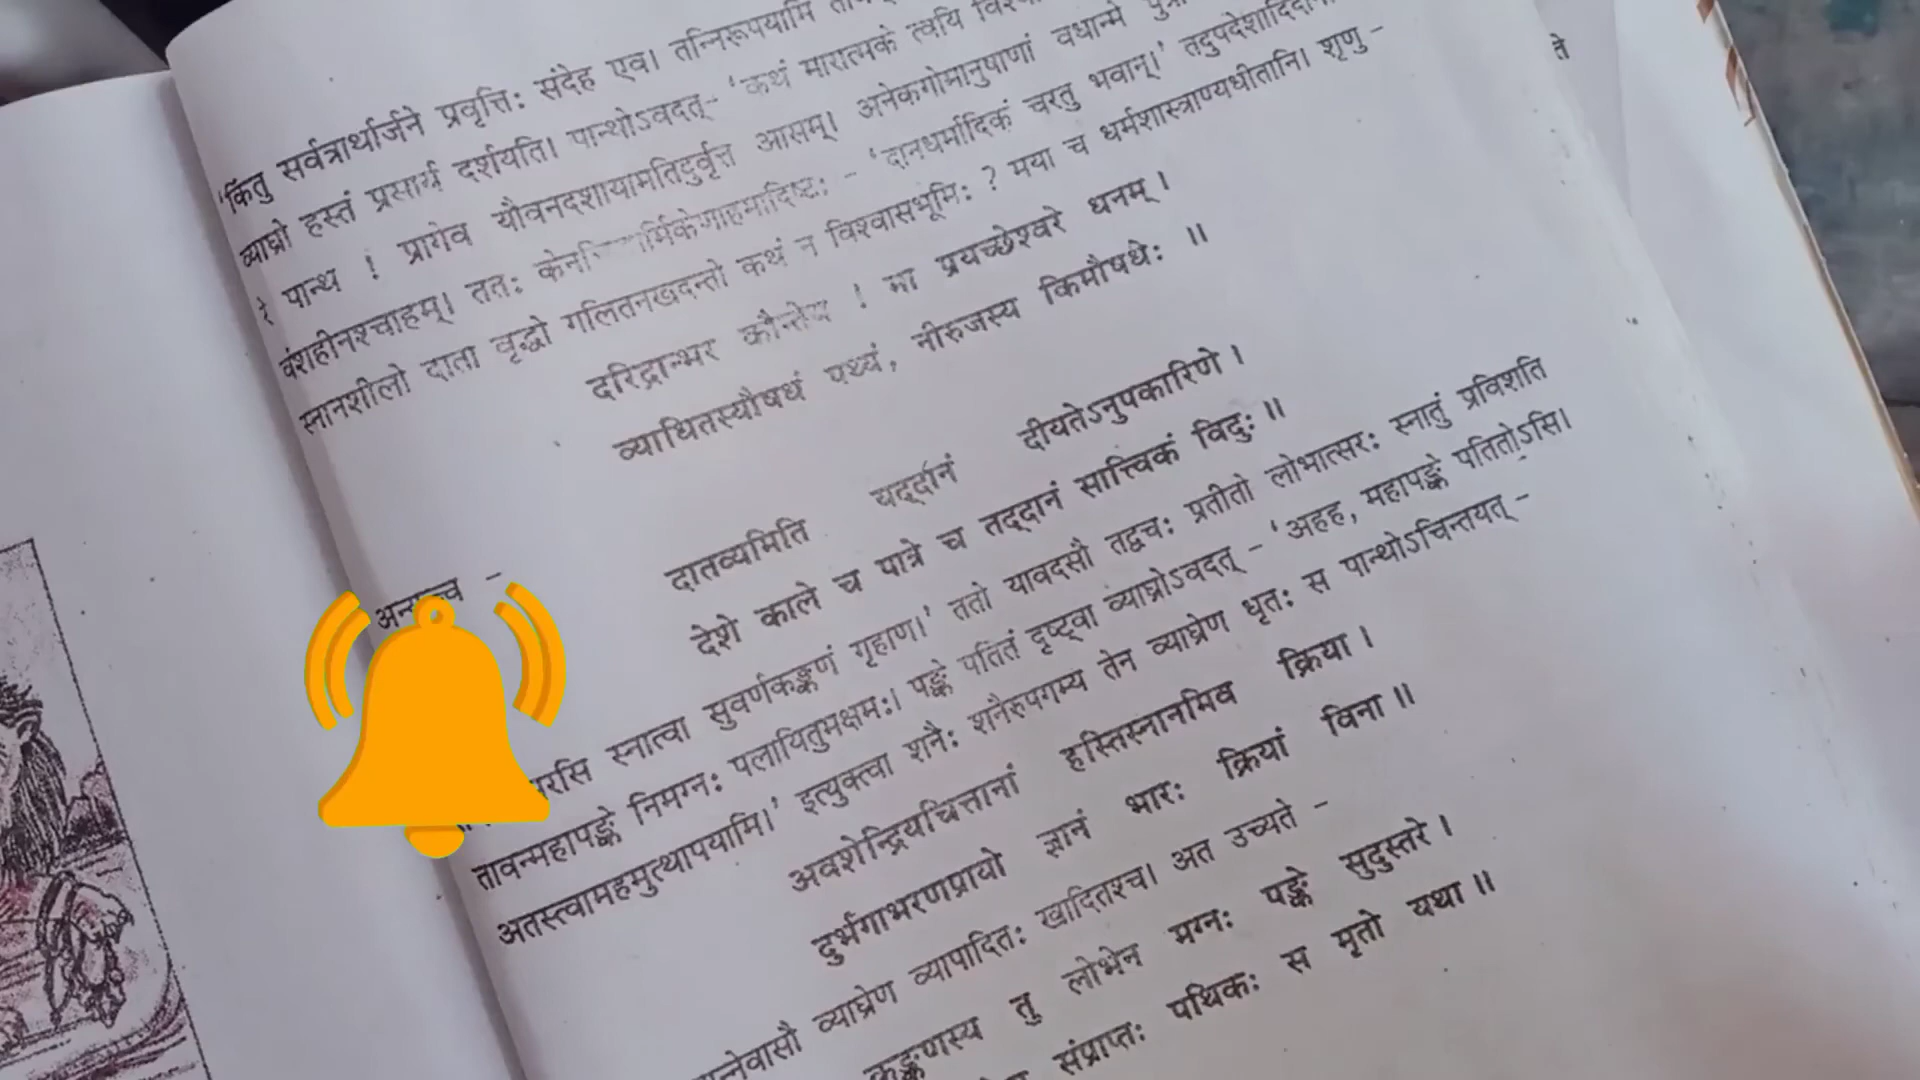 'किंतु सर्वत्रार्थार्जने प्रवृत्तिः संदेह एव। तन्निरूपयामि
व्याघ्रो हस्तं प्रसार्य दर्शयति। पान्थोऽवदत्- 'कथं मारात्मके त्वयि
रे पान्थ ! प्रागेव यौवनदशायामतिदुर्वृत्त आसम्। अनेकगोमानुषाणां वधान्मे
वंशहीनश्चाहम्। ततः - 'दानधर्मादिकं चरतु भवान्।' तदुपदेशादिदा
स्नानशीलो दाता वृद्धो गलितनखदन्तो कथं न विश्वासभूमिः ? मया च धर्मशास्त्राण्यधीतानि। शृणु -
दरिद्रान्भर कौन्तेय ! मा प्रयच्छेश्वरे धनम् ।
व्याधितस्यौषधं पथ्यं, नीरुजस्य किमौषधेः ॥
अन्यच्च -
दातव्यमिति यद्दानं दीयतेऽनुपकारिणे ।
देशे काले च पात्रे च तद्दानं सात्त्विकं विदुः ॥
स्नात्वा सुवर्णकङ्कणं गृहाण।' ततो यावदसौ तद्वचः प्रतीतो लोभात्सरः स्नातुं प्रविशति
तावन्महापङ्के निमग्नः पलायितुमक्षमः। पङ्के पतितं दृष्ट्वा व्याघ्रोऽवदत् - 'अहह, महापङ्के पतितोऽसि।
अतस्त्वामहमुत्थापयामि।' इत्युक्त्वा शनैः शनैरुपगम्य तेन व्याघ्रेण धृतः स पान्थोऽचिन्तयत् -
अवशेन्द्रियचित्तानां हस्तिस्नानमिव क्रिया ।
दुर्भगाभरणप्रायो ज्ञानं भारः क्रियां विना ॥
व्याघ्रेण व्यापादितः खादितश्च। अत उच्यते -
कङ्कणस्य तु लोभेन मग्नः पङ्के सुदुस्तरे ।
संप्राप्तः पथिकः स मृतो यथा ॥